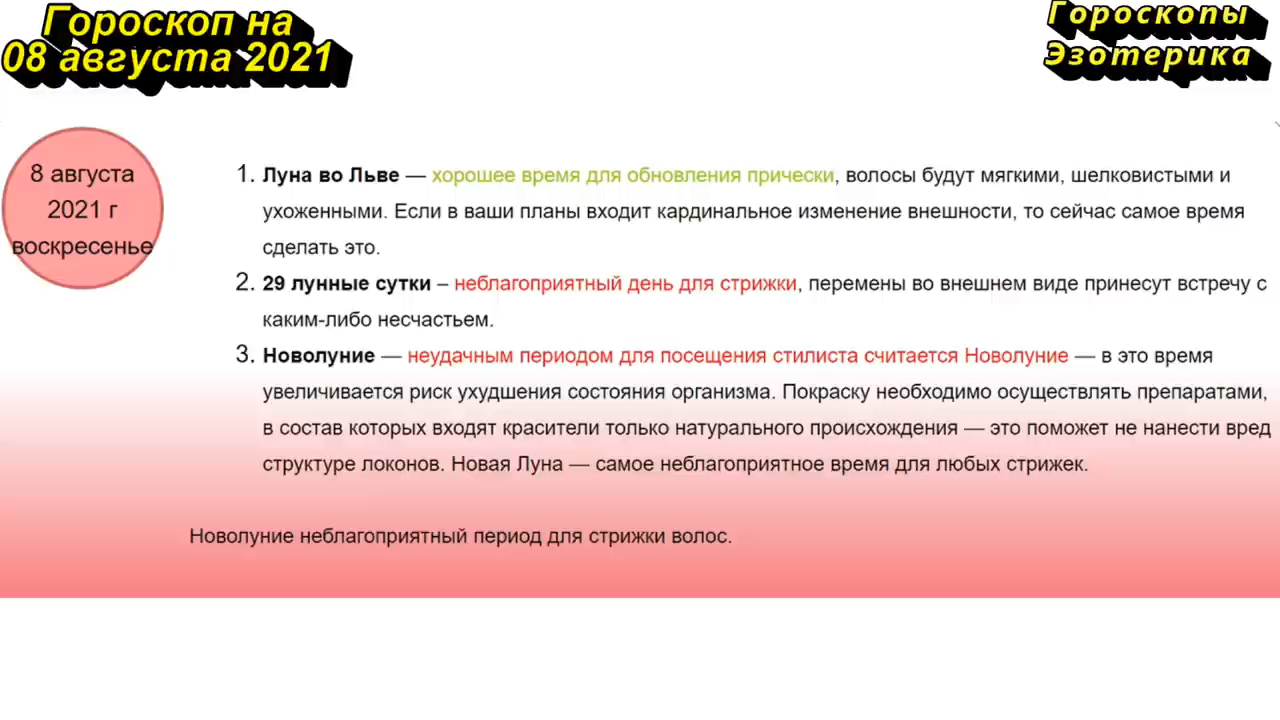 Гороскоп на
08 августа 2021
Гороскопы
Эзотерика
8 августа
2021 г
воскресенье
1. Луна во Льве — хорошее время для обновления прически, волосы будут мягкими, шелковистыми и
ухоженными. Если в ваши планы входит кардинальное изменение внешности, то сейчас самое время
сделать это.
2. 29 лунные сутки – неблагоприятный день для стрижки, перемены во внешнем виде принесут встречу с
каким-либо несчастьем.
3. Новолуние — неудачным периодом для посещения стилиста считается Новолуние — в это время
увеличивается риск ухудшения состояния организма. Покраску необходимо осуществлять препаратами,
в состав которых входят красители только натурального происхождения — это поможет не нанести вред
структуре локонов. Новая Луна — самое неблагоприятное время для любых стрижек.
Новолуние неблагоприятный период для стрижки волос.